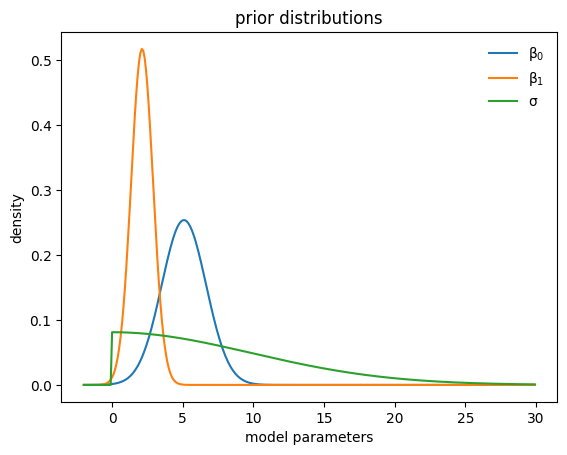 prior distributions
β₀
β₁
σ
0.5
0.4
0.3
0.2
0.1
0.0
density
0 5 10 15 20 25 30
model parameters